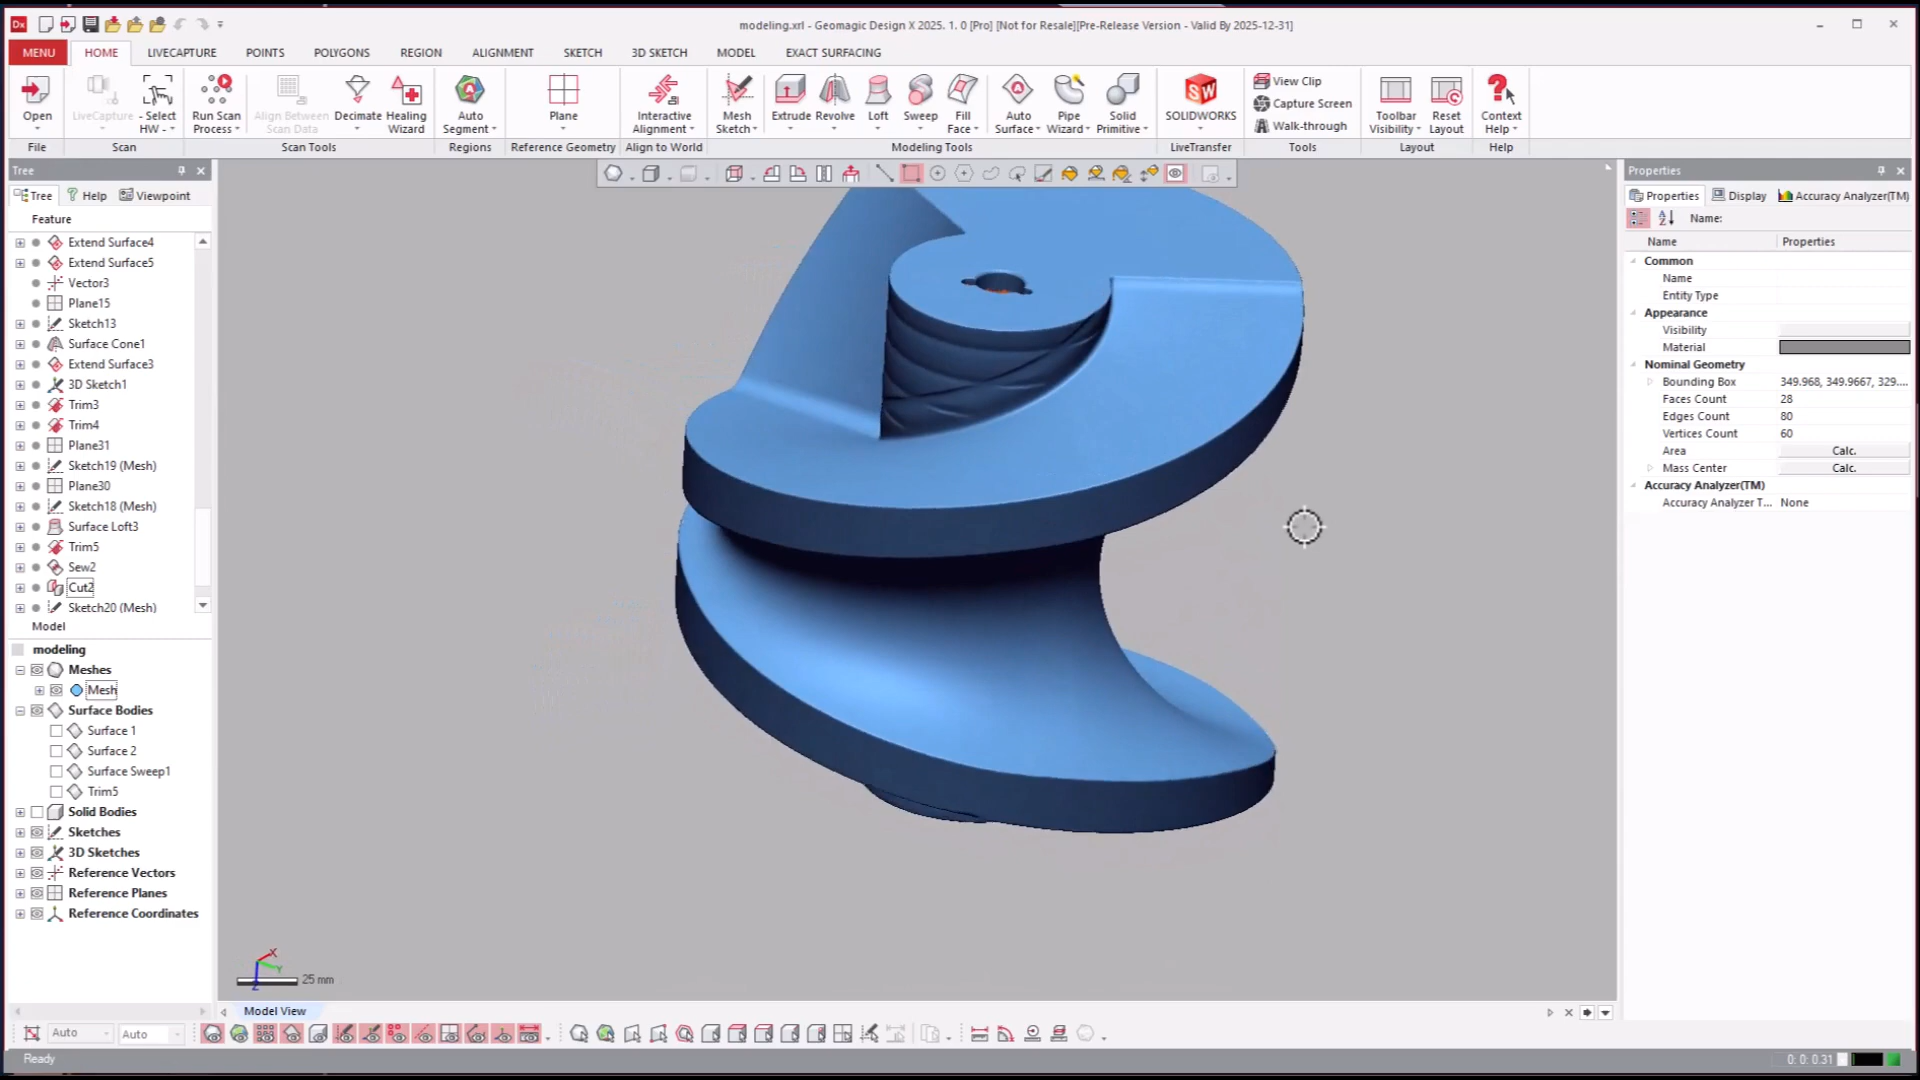 modeling.xrl - Geomagic Design X 2025. 1. 0 [Pro] [Not for Resale][Pre-Release Version - Valid By 2025-12-31]
MENU HOME LIVECAPTURE POINTS POLYGONS REGION ALIGNMENT SKETCH 3D SKETCH MODEL EXACT SURFACING
Open
LiveCapture
Select HW
Run Scan Process
Align Between Scan Data
Decimate
Healing Wizard
Auto Segment
Plane
Interactive Alignment
Mesh Sketch
Extrude
Revolve
Loft
Sweep
Fill Face
Auto Surface
Pipe Wizard
Solid Primitive
SOLIDWORKS
View Clip
Capture Screen
Walk-through
Toolbar Visibility
Reset Layout
Context Help
File Scan Scan Tools Regions Reference Geometry Align to World Modeling Tools LiveTransfer Tools Layout Help
Tree
Tree Help Viewpoint
Feature
Extend Surface4
Extend Surface5
Vector3
Plane15
Sketch13
Surface Cone1
Extend Surface3
3D Sketch1
Trim3
Trim4
Plane31
Sketch19 (Mesh)
Plane30
Sketch18 (Mesh)
Surface Loft3
Trim5
Sew2
Cut2
Sketch20 (Mesh)
Model
modeling
Meshes
Mesh
Surface Bodies
Surface 1
Surface 2
Surface Sweep1
Trim5
Solid Bodies
Sketches
3D Sketches
Reference Vectors
Reference Planes
Reference Coordinates
X
Y
Z
25 mm
Model View
Properties
Properties Display Accuracy Analyzer(TM)
Name:
Name Properties
Common
Name
Entity Type
Appearance
Visibility
Material
Nominal Geometry
Bounding Box 349.968, 349.9667, 329....
Faces Count 28
Edges Count 80
Vertices Count 60
Area Calc.
Mass Center Calc.
Accuracy Analyzer(TM)
Accuracy Analyzer T... None
Auto Auto
Ready
0: 0: 0.31